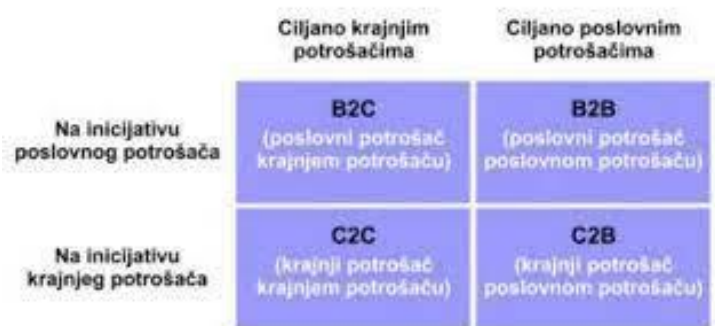 Ciljano krajnjim
potrošačima
Ciljano poslovnim
potrošačima
Na inicijativu
poslovnog potrošača
B2C
(poslovni potrošač
krajnjem potrošaču)
B2B
(poslovni potrošač
poslovnom potrošaču)
Na inicijativu
krajnjeg potrošača
C2C
(krajnji potrošač
krajnjem potrošaču)
C2B
(krajnji potrošač
poslovnom potrošaču)